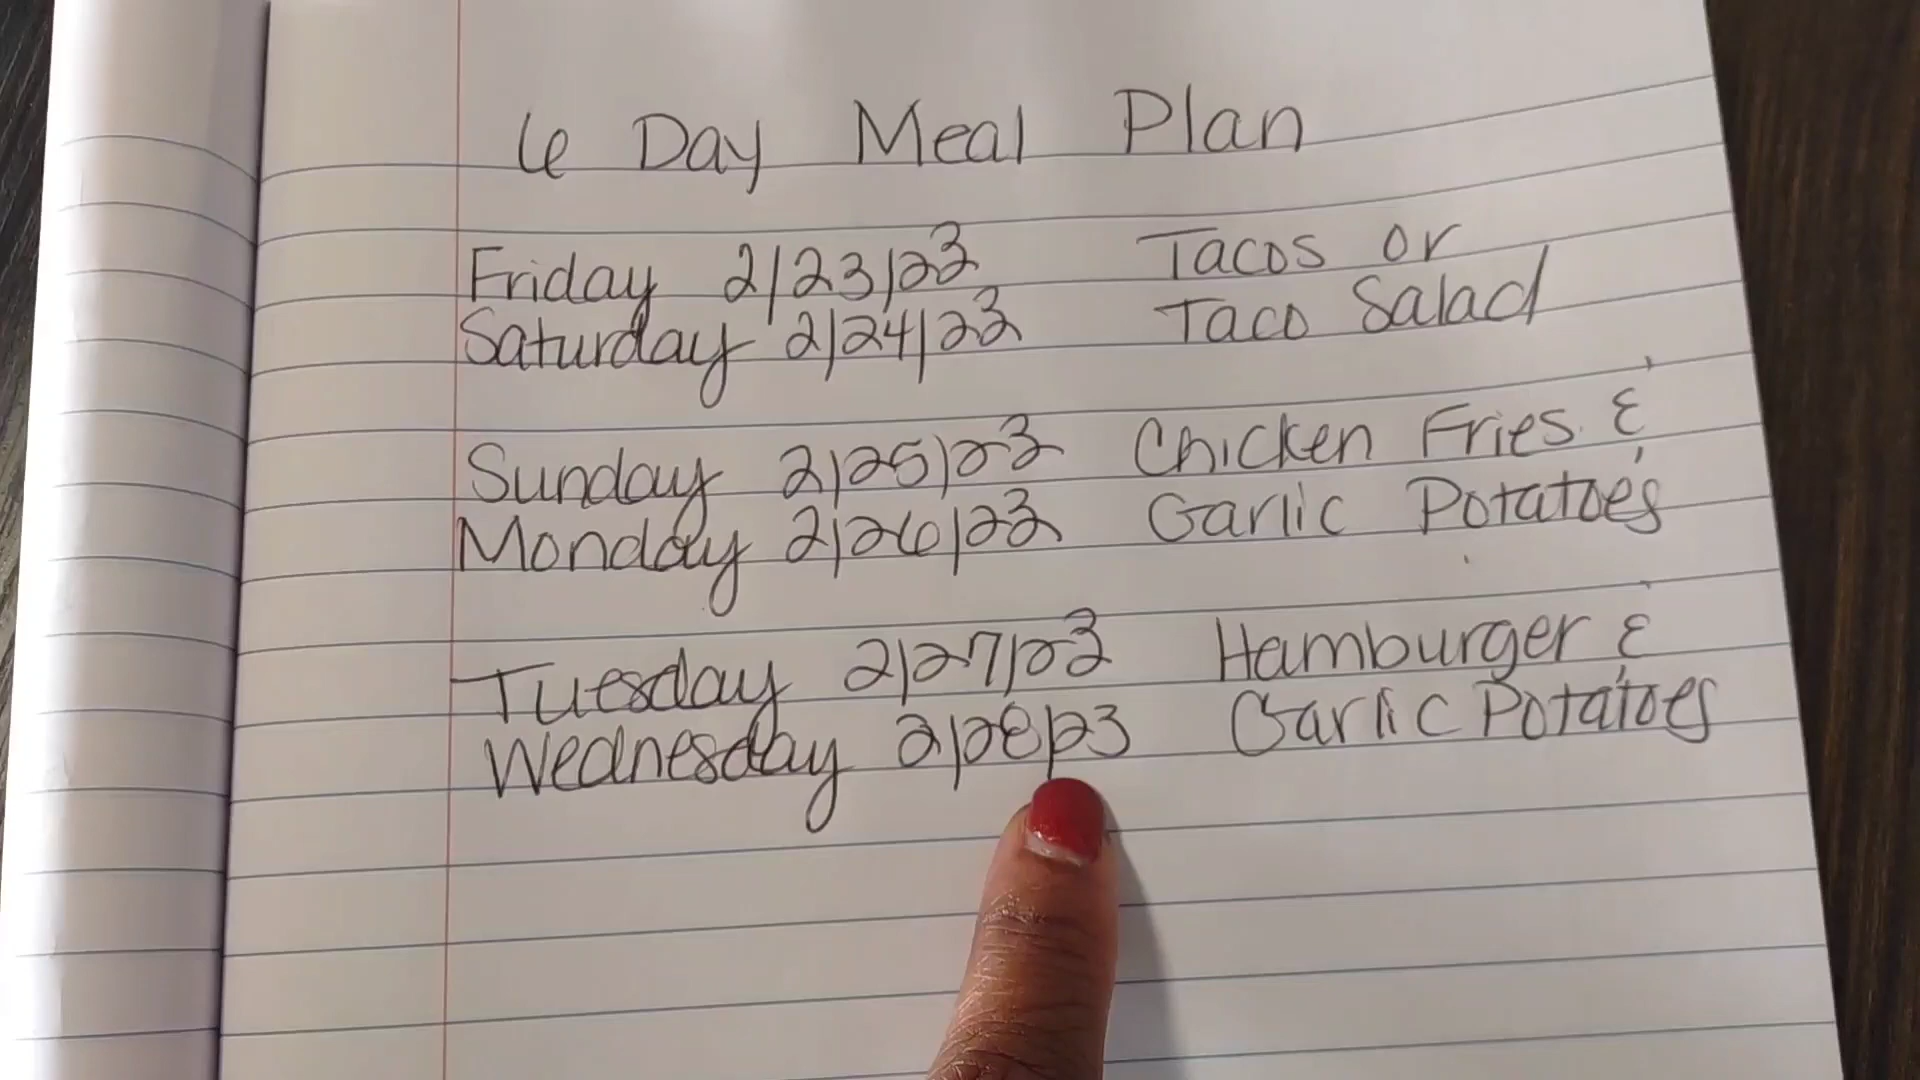 6 Day Meal Plan
Friday 2/23/23 Tacos or
Saturday 2/24/23 Taco Salad
Sunday 2/25/23 Chicken Fries &
Monday 2/26/23 Garlic Potatoes
Tuesday 2/27/23 Hamburger &
Wednesday 2/28/23 Garlic Potatoes